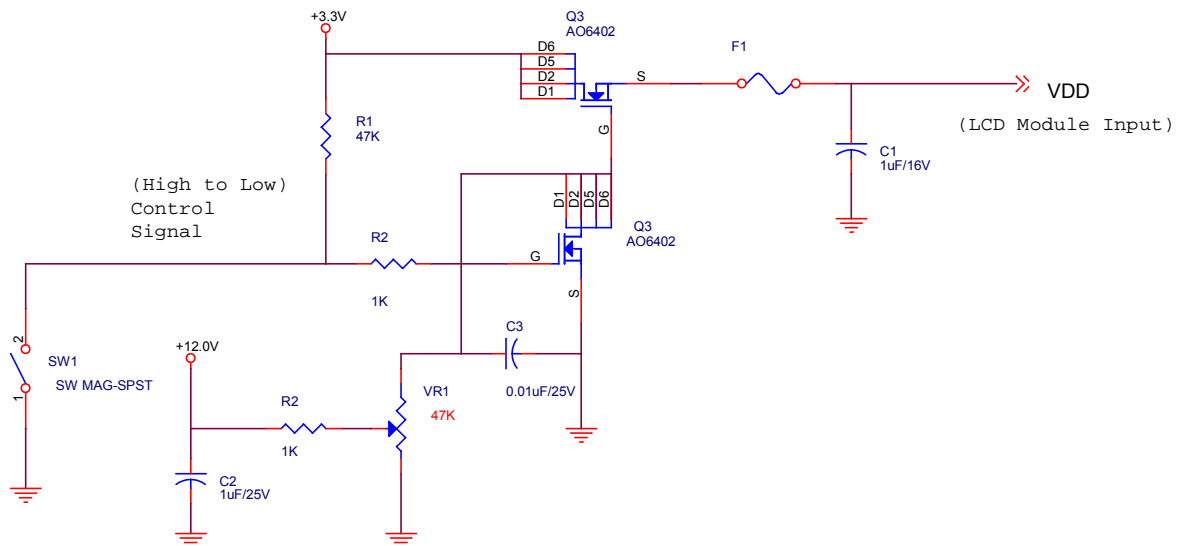 +3.3V
Q3
AO6402
D6
D5
D2
D1
S
G
F1
VDD
(LCD Module Input)
R1
47K
C1
1uF/16V
(High to Low)
Control
Signal
D1
D2
D5
D6
Q3
AO6402
R2
G
1K
S
C3
0.01uF/25V
2
SW1
SW MAG-SPST
1
+12.0V
R2
1K
VR1
47K
C2
1uF/25V